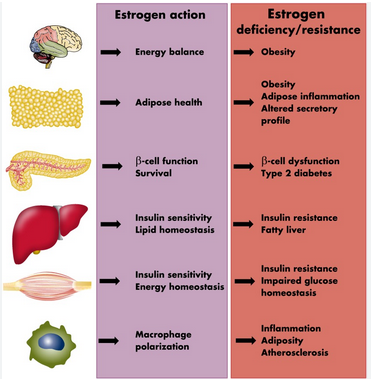 Estrogen action
Estrogen
deficiency/resistance
Energy balance
Obesity
Adipose health
Obesity
Adipose inflammation
Altered secretory
profile
β-cell function
Survival
β-cell dysfunction
Type 2 diabetes
Insulin sensitivity
Lipid homeostasis
Insulin resistance
Fatty liver
Insulin sensitivity
Energy homeostasis
Insulin resistance
Impaired glucose
homeostasis
Macrophage
polarization
Inflammation
Adiposity
Atherosclerosis